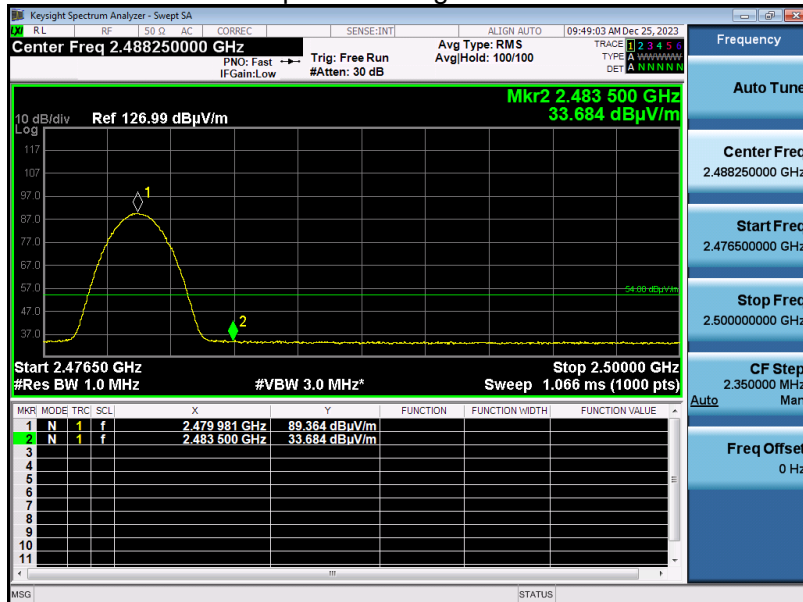 Keysight Spectrum Analyzer - Swept SA
RL RF 50 Ω AC CORREC SENSE:INT ALIGN AUTO 09:49:03 AM Dec 25, 2023
Center Freq 2.488250000 GHz
PNO: Fast
IFGain:Low
Trig: Free Run
#Atten: 30 dB
Avg Type: RMS
Avg|Hold: 100/100
TRACE 1 2 3 4 5 6
TYPE A WWWWW
DET A N N N N N
Mkr2 2.483 500 GHz
33.684 dBµV/m
10 dB/div Ref 126.99 dBµV/m
Log
117
107
97.0
87.0
77.0
67.0
57.0
47.0
37.0
1
2
54.00 dBµV/m
Start 2.47650 GHz Stop 2.50000 GHz
#Res BW 1.0 MHz #VBW 3.0 MHz* Sweep 1.066 ms (1000 pts)
MKR MODE TRC SCL X Y FUNCTION FUNCTION WIDTH FUNCTION VALUE
1 N 1 f 2.479 981 GHz 89.364 dBµV/m
2 N 1 f 2.483 500 GHz 33.684 dBµV/m
3
4
5
6
7
8
9
10
11
MSG STATUS
Frequency
Auto Tune
Center Freq
2.488250000 GHz
Start Freq
2.476500000 GHz
Stop Freq
2.500000000 GHz
CF Step
2.350000 MHz
Auto Man
Freq Offset
0 Hz